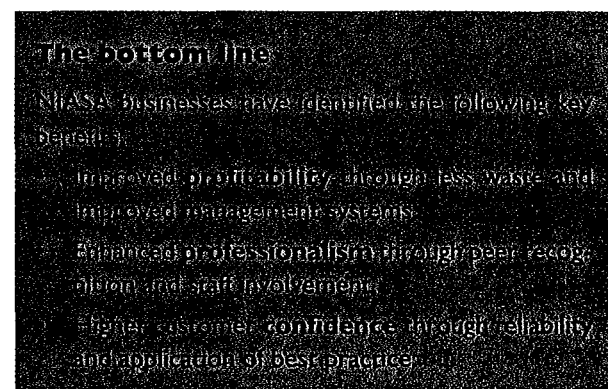 The bottom line
NIIASA businesses have identified the following key
benefits:
Improved profitability through less waste and
improved management systems
Enhanced professionalism through peer recog-
nition and staff involvement
Higher customer confidence through reliability
and application of best practice